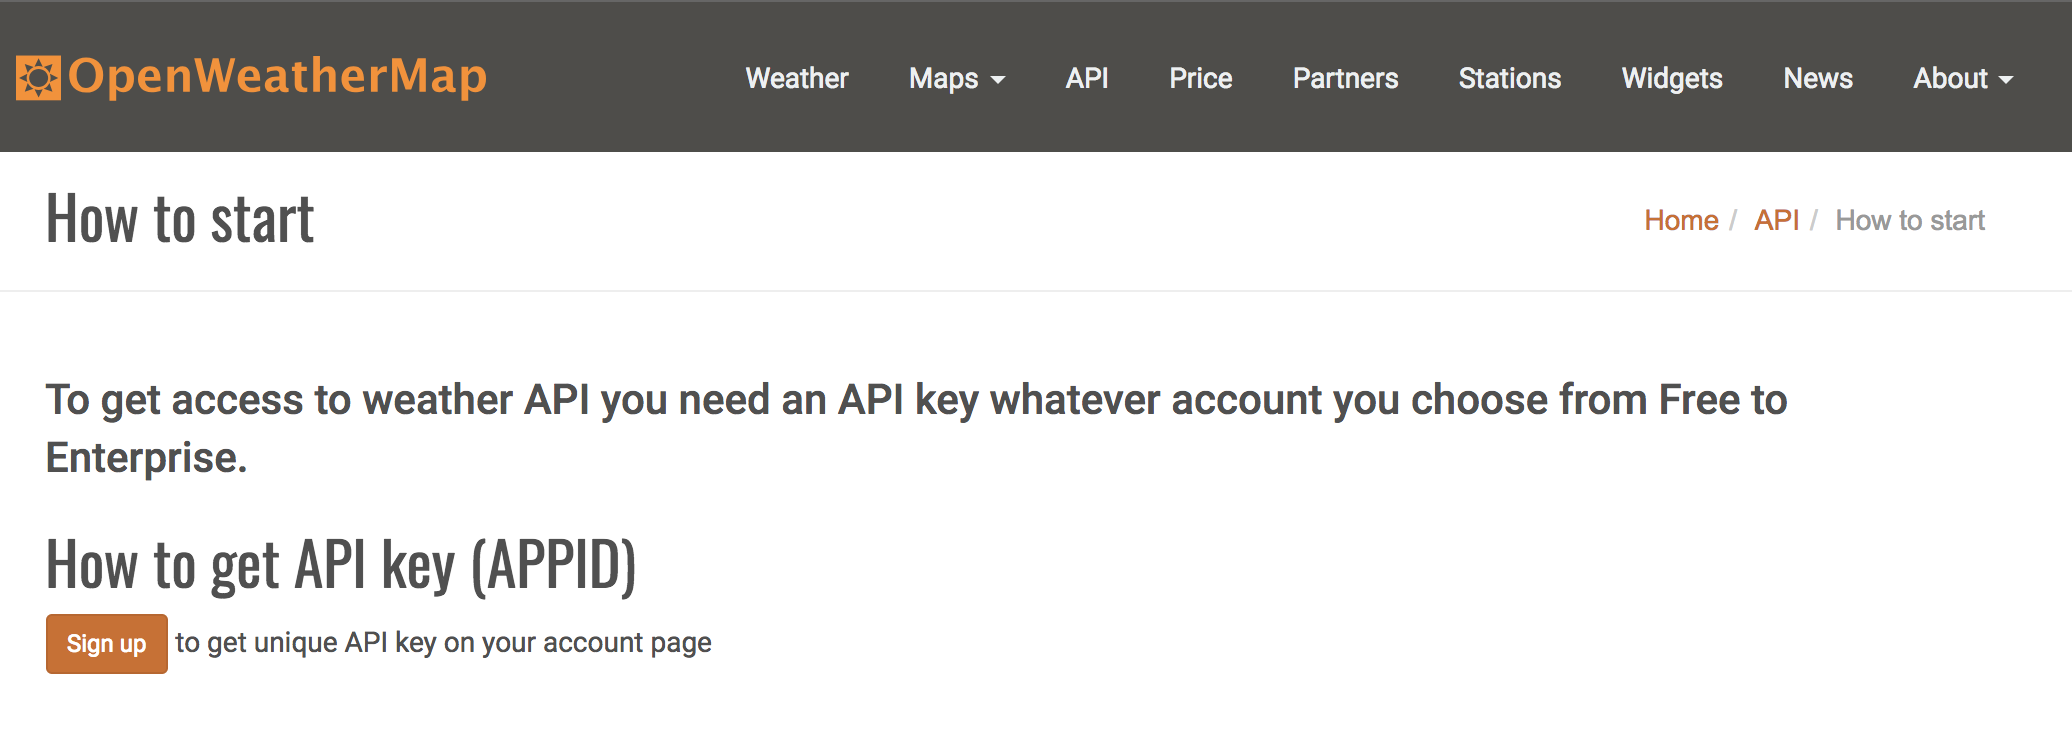 OpenWeatherMap
Weather Maps API Price Partners Stations Widgets News About
How to start
Home / API / How to start
To get access to weather API you need an API key whatever account you choose from Free to
Enterprise.
How to get API key (APPID)
Sign up to get unique API key on your account page